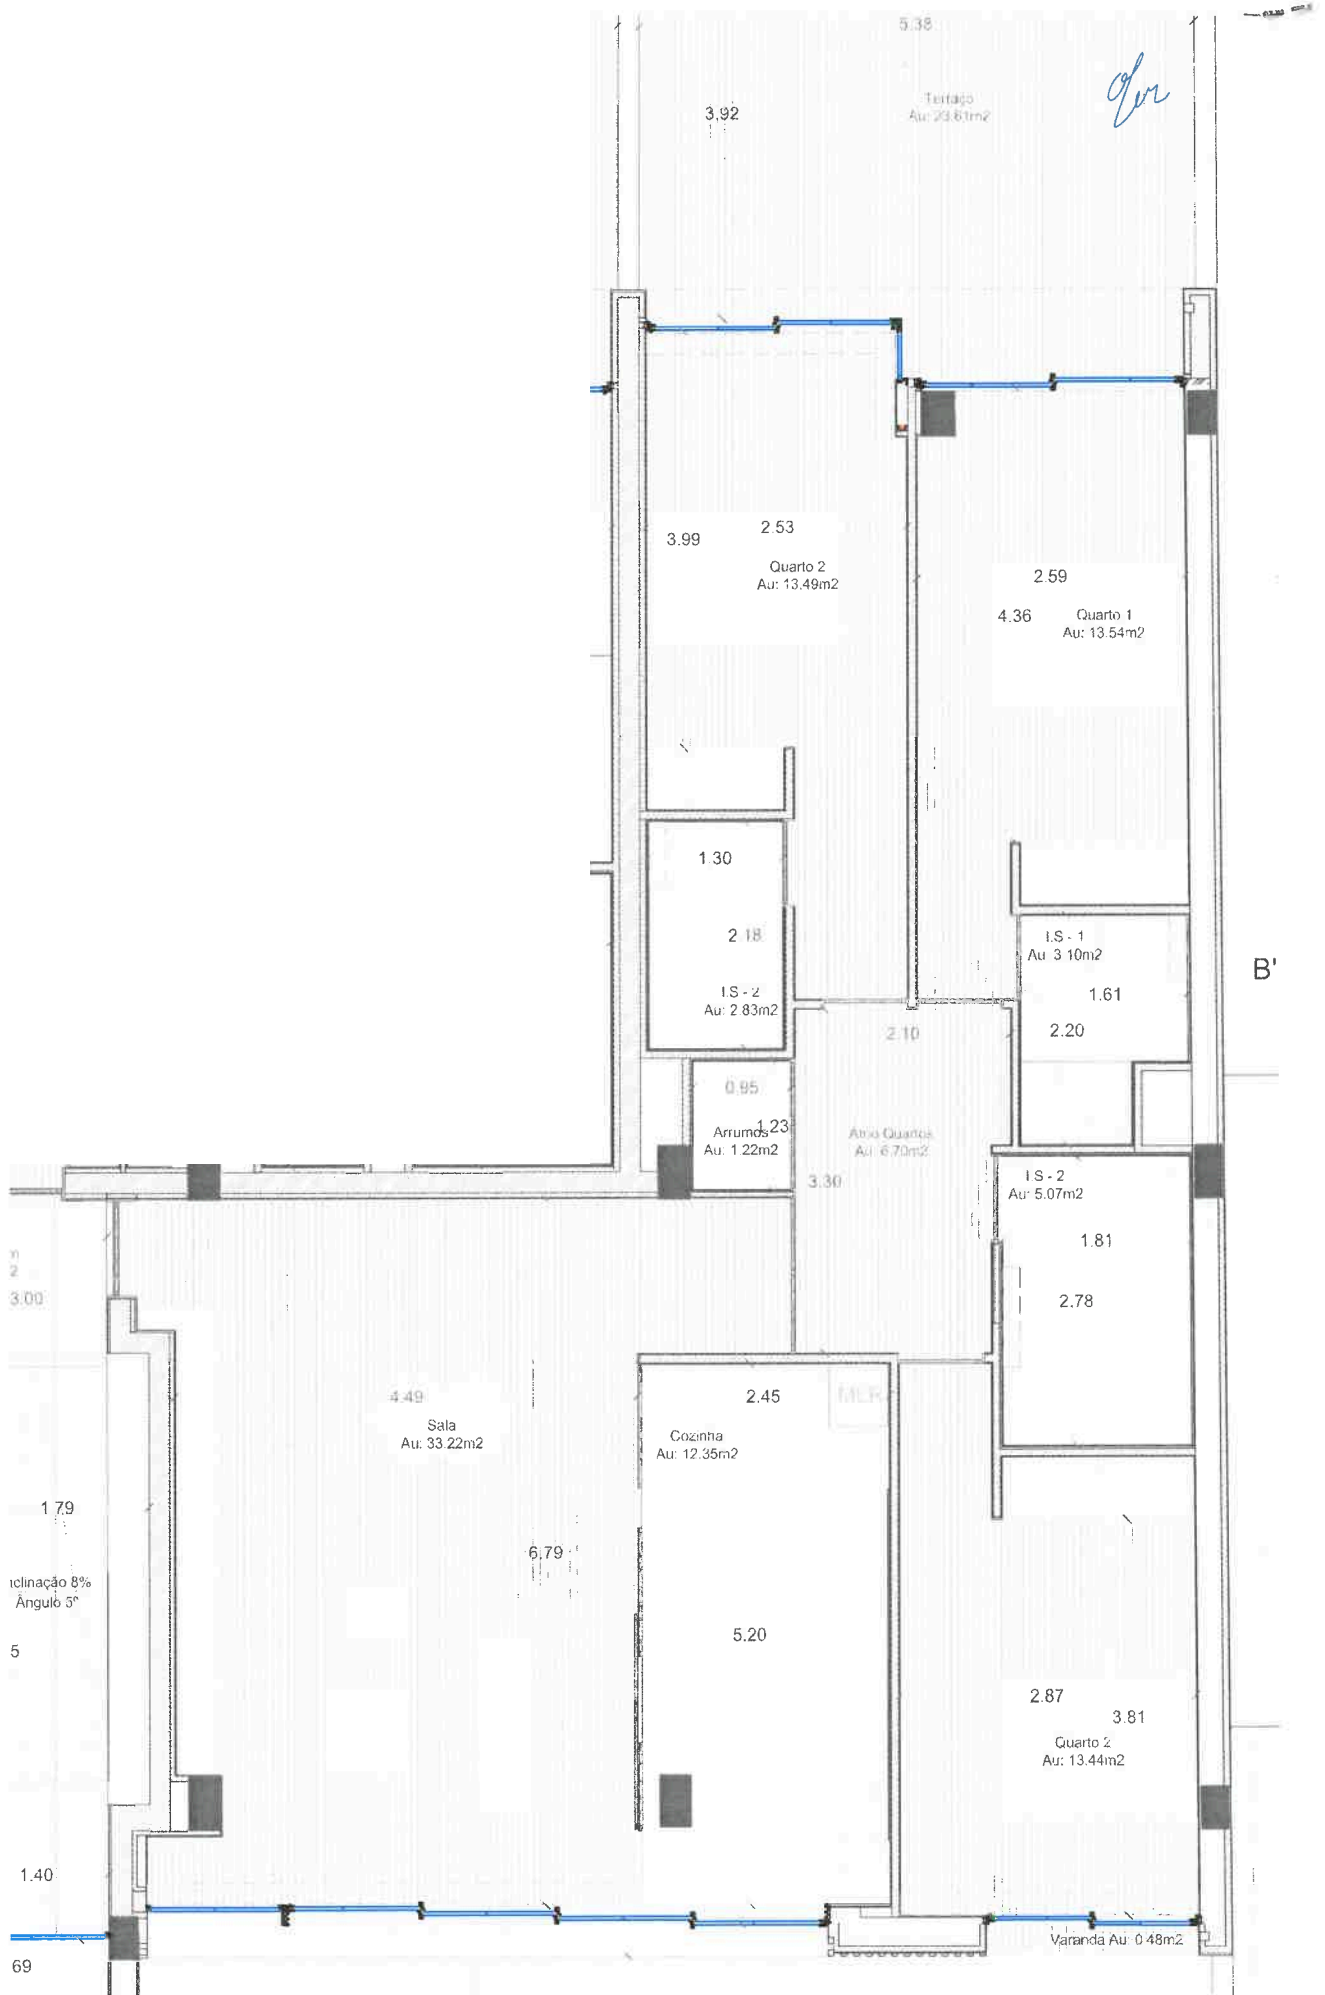 5.38
3.92
Terraço
Au: 23.61m2
3.99
2.53
Quarto 2
Au: 13.49m2
2.59
4.36
Quarto 1
Au: 13.54m2
1.30
2.18
I.S - 2
Au: 2.83m2
I.S - 1
Au: 3.10m2
1.61
2.20
B'
2.10
0.95
1.23
Arrumos
Au: 1.22m2
Átrio Quartos
Au: 6.70m2
3.30
I.S - 2
Au: 5.07m2
1.81
2.78
2
3.00
4.49
Sala
Au: 33.22m2
2.45
MLR
Cozinha
Au: 12.35m2
1.79
6.79
nclinação 8%
Ângulo 5º
5
5.20
2.87
3.81
Quarto 2
Au: 13.44m2
1.40
Varanda Au: 0.48m2
69